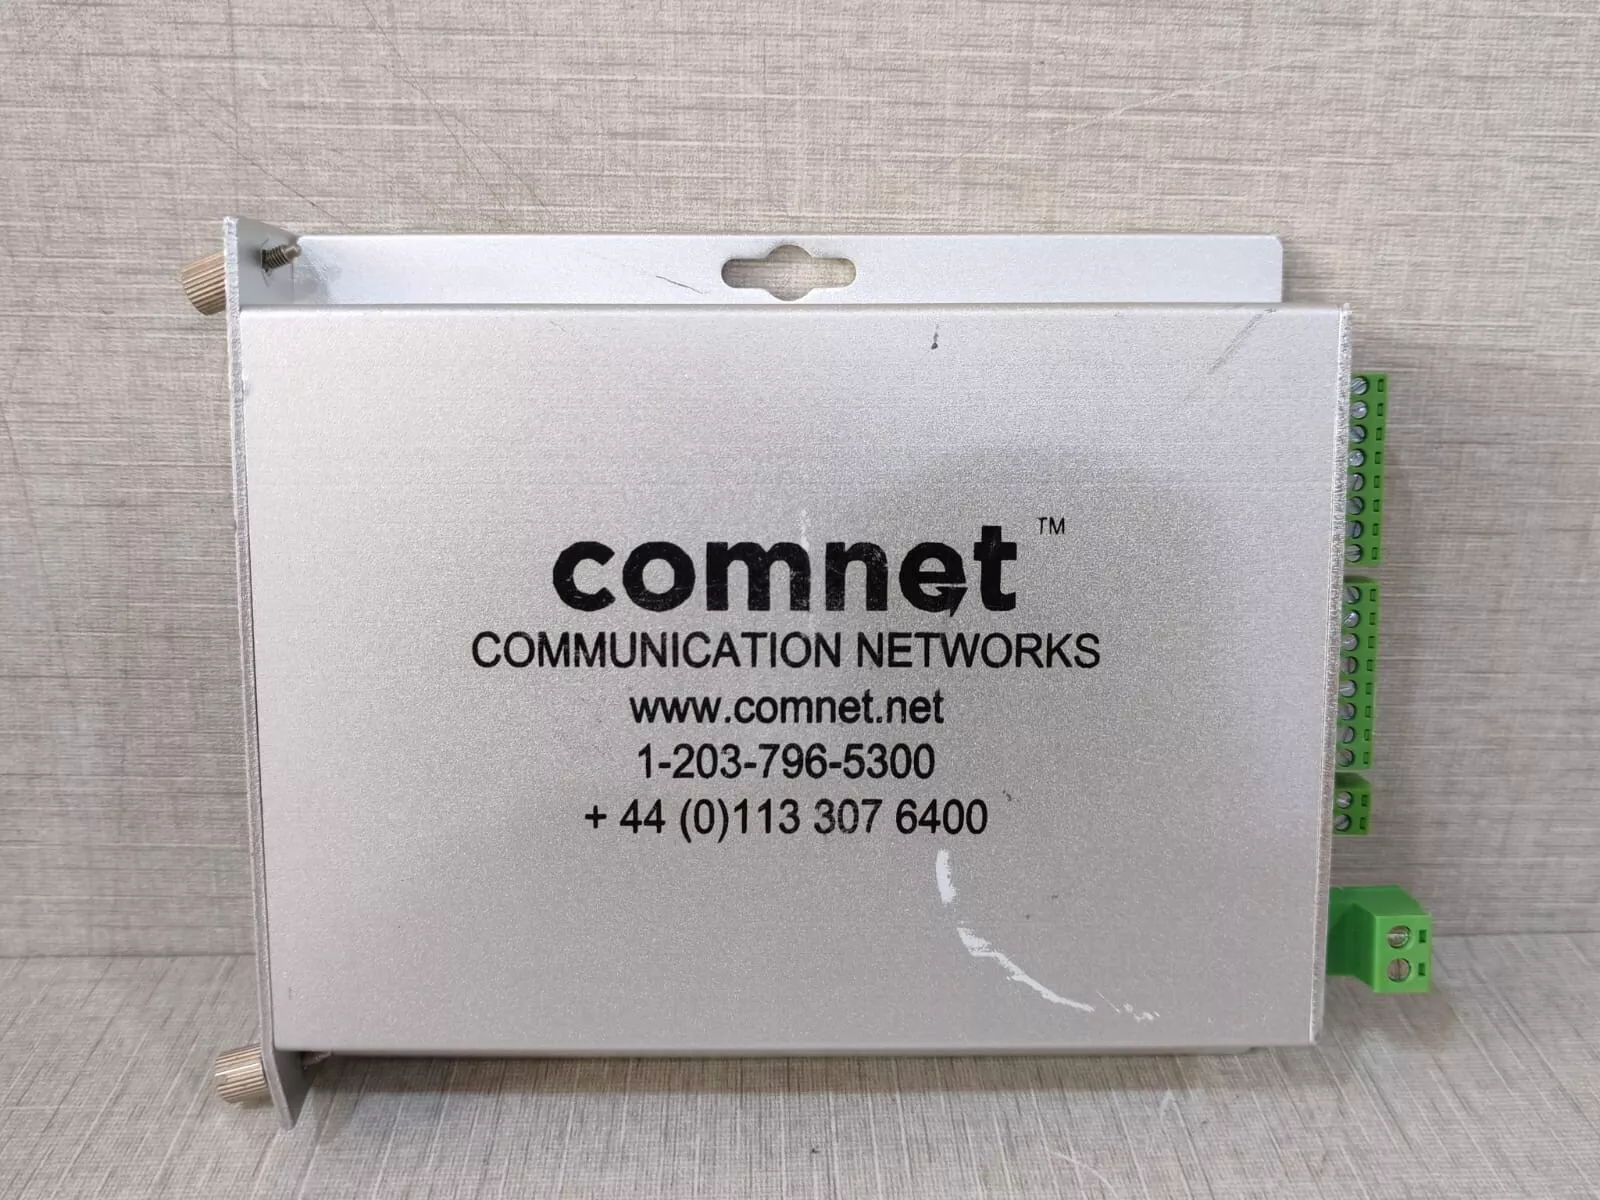 comnet™
COMMUNICATION NETWORKS
www.comnet.net
1-203-796-5300
+ 44 (0)113 307 6400